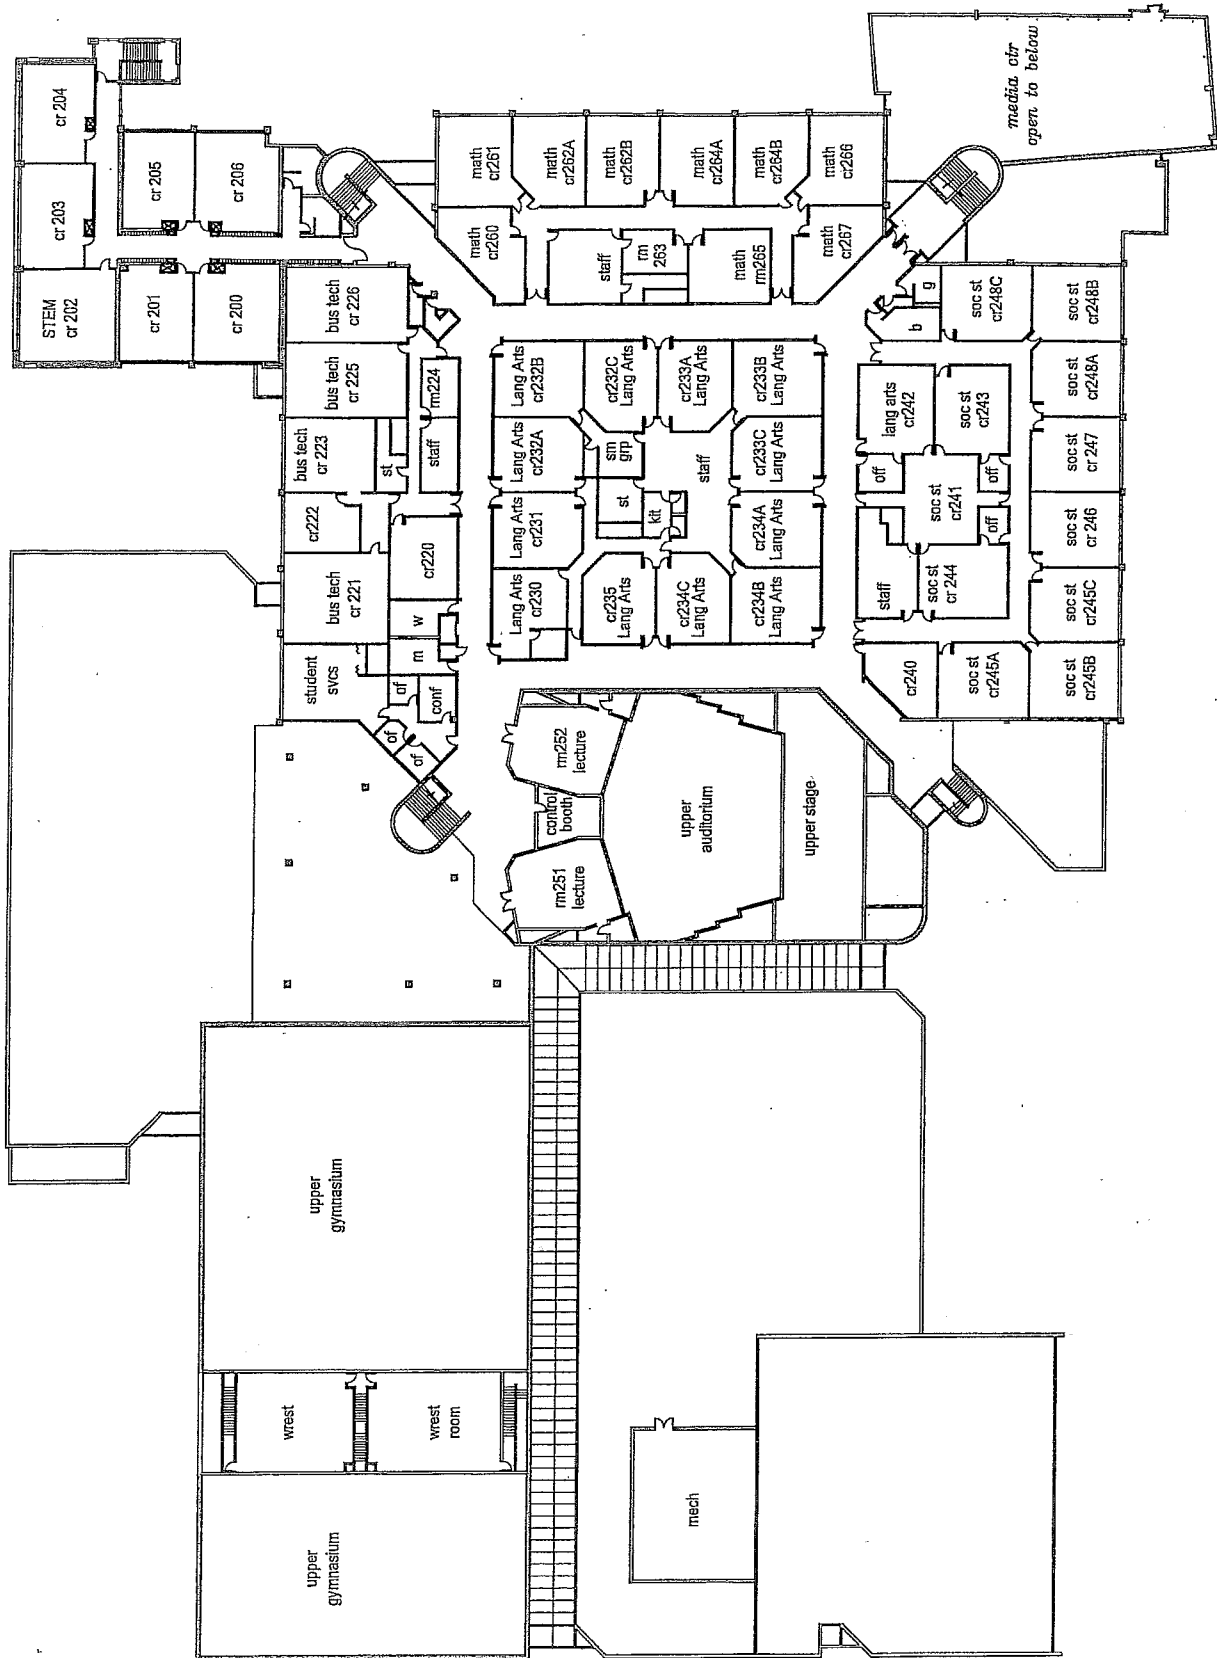 cr 204
cr 203
STEM
cr 202
cr 205
cr 206
cr 201
cr 200
bus tech
cr 226
bus tech
cr 225
bus tech
cr 223
st
cr222
bus tech
cr 221
student
svcs
rm224
staff
cr220
w
m
of
conf
of
of
math
cr261
math
cr262A
math
cr262B
math
cr264A
math
cr264B
math
cr266
math
cr260
staff
rm
263
math
rm265
math
cr267
media ctr
open to below
Lang Arts
cr232B
cr232C
Lang Arts
cr233A
Lang Arts
cr233B
Lang Arts
Lang Arts
cr232A
sm
grp
staff
cr233C
Lang Arts
Lang Arts
cr231
st
kit
cr234A
Lang Arts
Lang Arts
cr230
cr235
Lang Arts
cr234C
Lang Arts
cr234B
Lang Arts
g
b
soc st
cr248C
soc st
cr248B
lang arts
cr242
soc st
cr243
soc st
cr248A
off
off
soc st
cr241
off
soc st
cr 247
soc st
cr 246
staff
soc st
cr 244
soc st
cr245C
cr240
soc st
cr245A
soc st
cr245B
rm252
lecture
control
booth
rm251
lecture
upper
auditorium
upper stage
upper
gymnasium
wrest
wrest
room
upper
gymnasium
mech